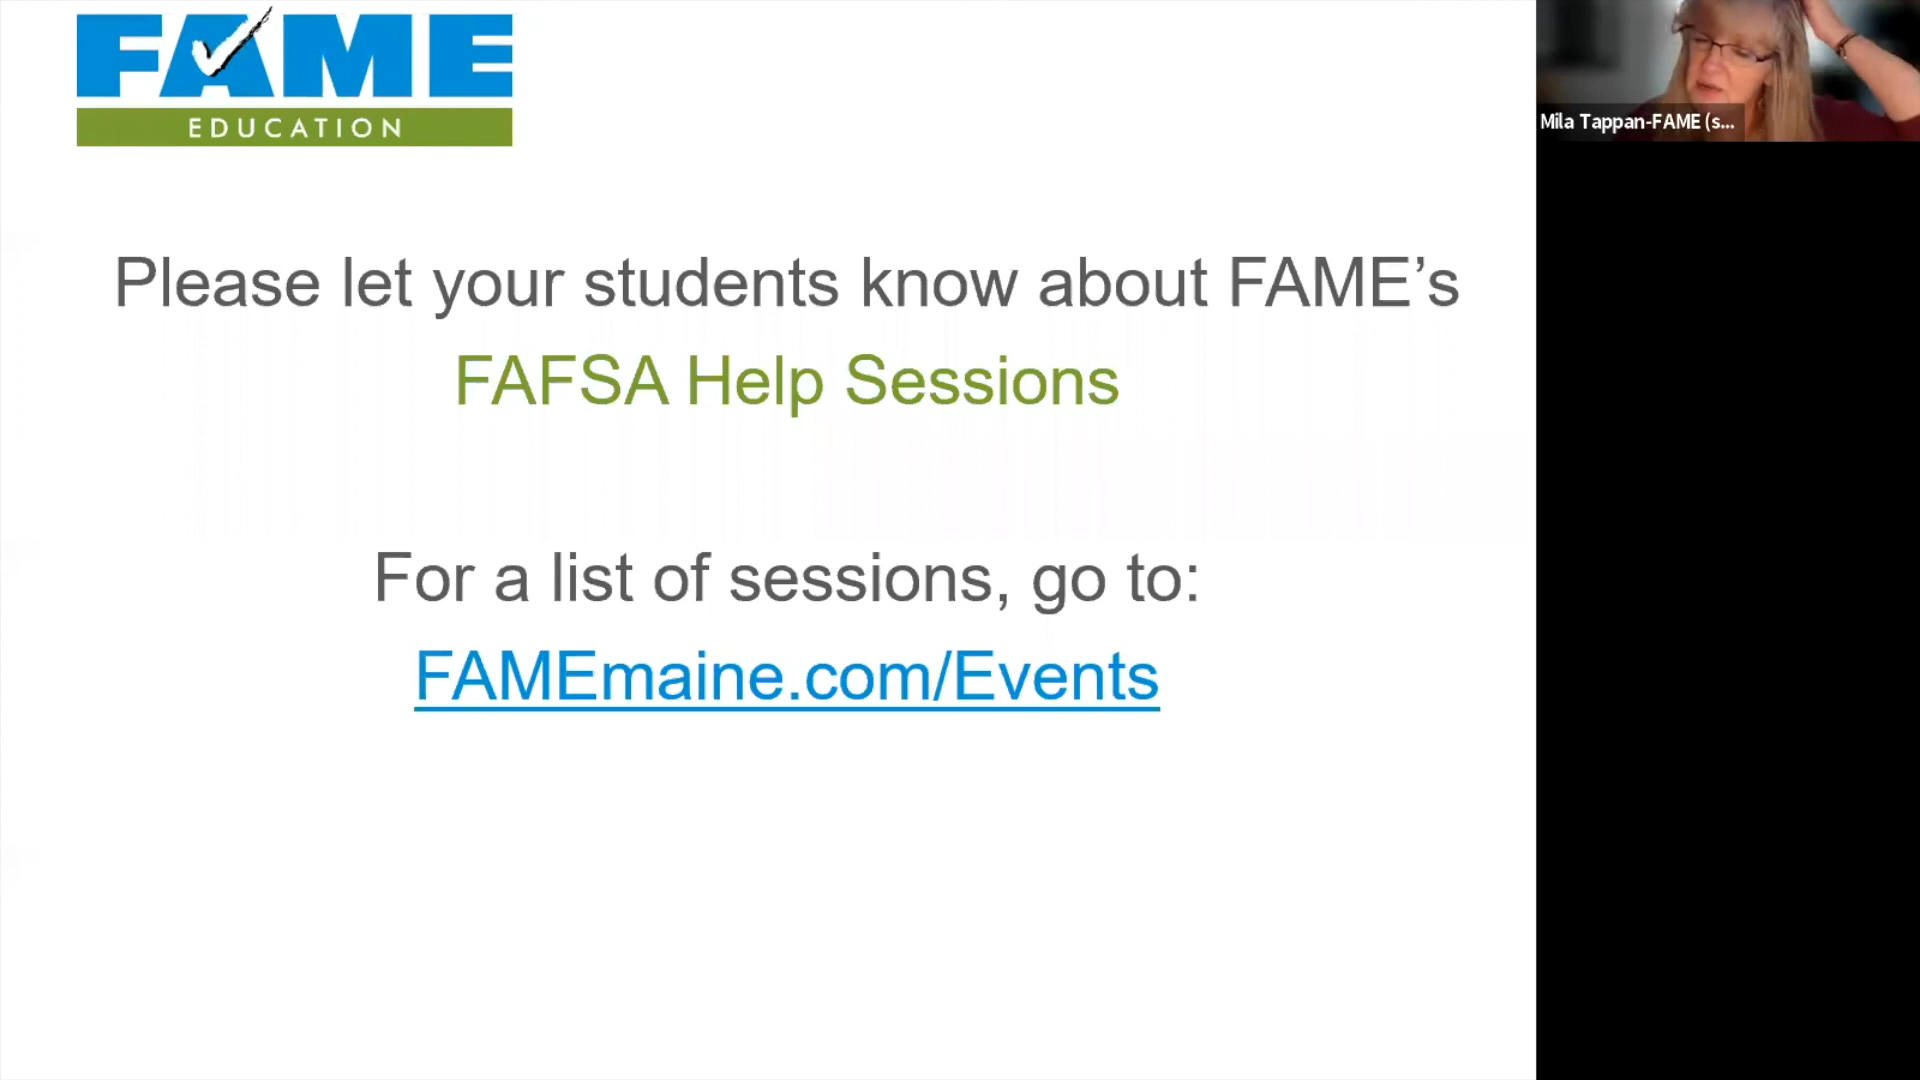 FAME
EDUCATION
Mila Tappan-FAME (s...
Please let your students know about FAME’s
FAFSA Help Sessions
For a list of sessions, go to:
FAMEmaine.com/Events